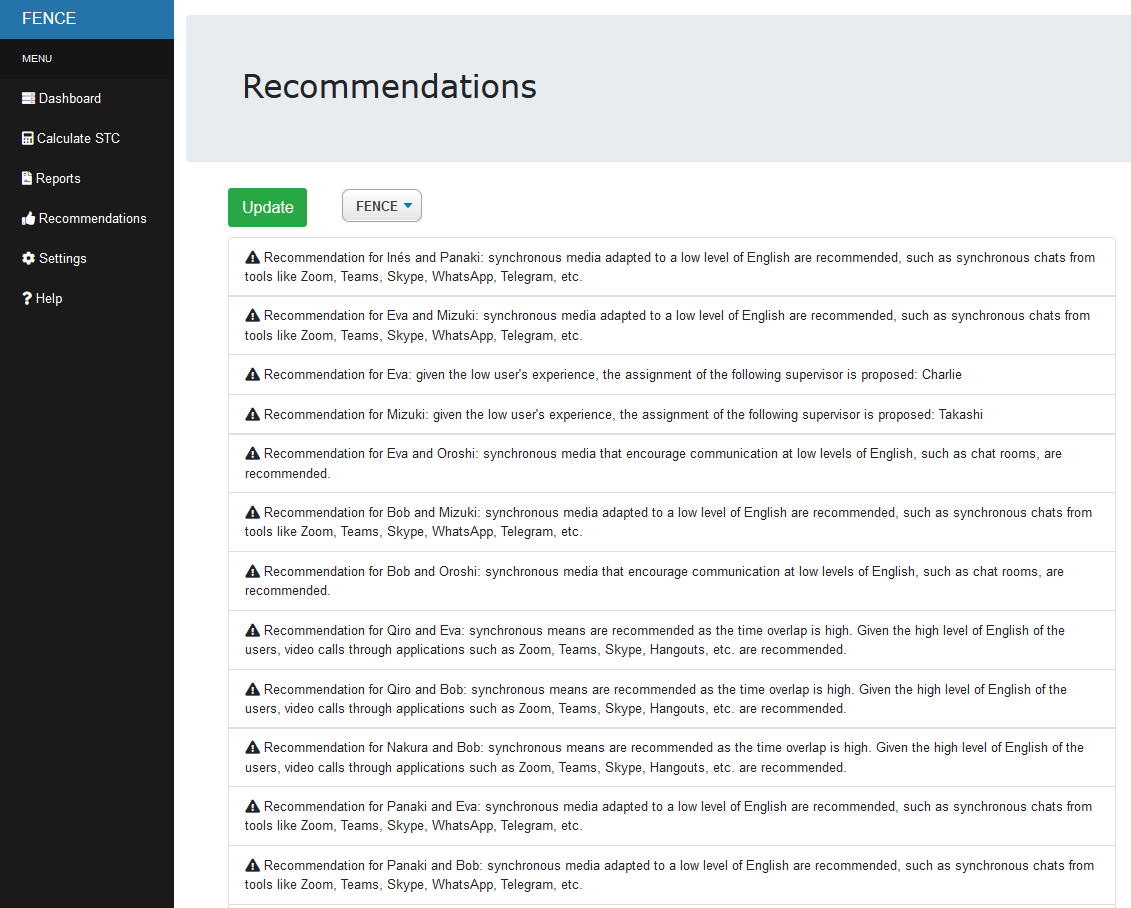 FENCE
MENU
Dashboard
Calculate STC
Reports
Recommendations
Settings
Help
Recommendations
Update
FENCE
Recommendation for Inés and Panaki: synchronous media adapted to a low level of English are recommended, such as synchronous chats from
tools like Zoom, Teams, Skype, WhatsApp, Telegram, etc.
Recommendation for Eva and Mizuki: synchronous media adapted to a low level of English are recommended, such as synchronous chats from
tools like Zoom, Teams, Skype, WhatsApp, Telegram, etc.
Recommendation for Eva: given the low user's experience, the assignment of the following supervisor is proposed: Charlie
Recommendation for Mizuki: given the low user's experience, the assignment of the following supervisor is proposed: Takashi
Recommendation for Eva and Oroshi: synchronous media that encourage communication at low levels of English, such as chat rooms, are
recommended.
Recommendation for Bob and Mizuki: synchronous media adapted to a low level of English are recommended, such as synchronous chats from
tools like Zoom, Teams, Skype, WhatsApp, Telegram, etc.
Recommendation for Bob and Oroshi: synchronous media that encourage communication at low levels of English, such as chat rooms, are
recommended.
Recommendation for Qiro and Eva: synchronous means are recommended as the time overlap is high. Given the high level of English of the
users, video calls through applications such as Zoom, Teams, Skype, Hangouts, etc. are recommended.
Recommendation for Qiro and Bob: synchronous means are recommended as the time overlap is high. Given the high level of English of the
users, video calls through applications such as Zoom, Teams, Skype, Hangouts, etc. are recommended.
Recommendation for Nakura and Bob: synchronous means are recommended as the time overlap is high. Given the high level of English of the
users, video calls through applications such as Zoom, Teams, Skype, Hangouts, etc. are recommended.
Recommendation for Panaki and Eva: synchronous media adapted to a low level of English are recommended, such as synchronous chats from
tools like Zoom, Teams, Skype, WhatsApp, Telegram, etc.
Recommendation for Panaki and Bob: synchronous media adapted to a low level of English are recommended, such as synchronous chats from
tools like Zoom, Teams, Skype, WhatsApp, Telegram, etc.